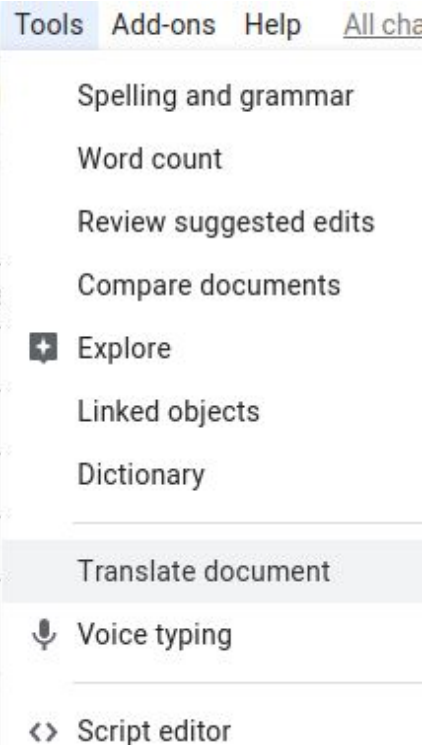 Tools Add-ons Help All cha
Spelling and grammar
Word count
Review suggested edits
Compare documents
Explore
Linked objects
Dictionary
Translate document
Voice typing
Script editor